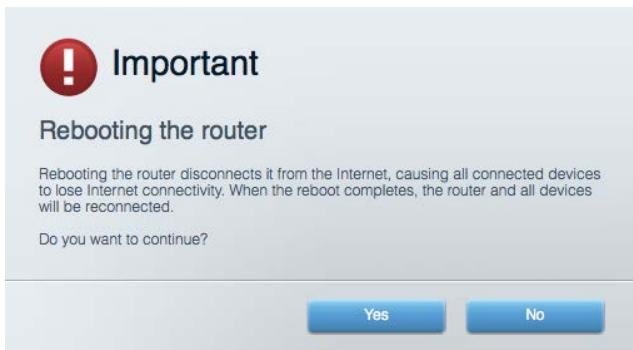 Important
Rebooting the router
Rebooting the router disconnects it from the Internet, causing all connected devices
to lose Internet connectivity. When the reboot completes, the router and all devices
will be reconnected.
Do you want to continue?
Yes
No